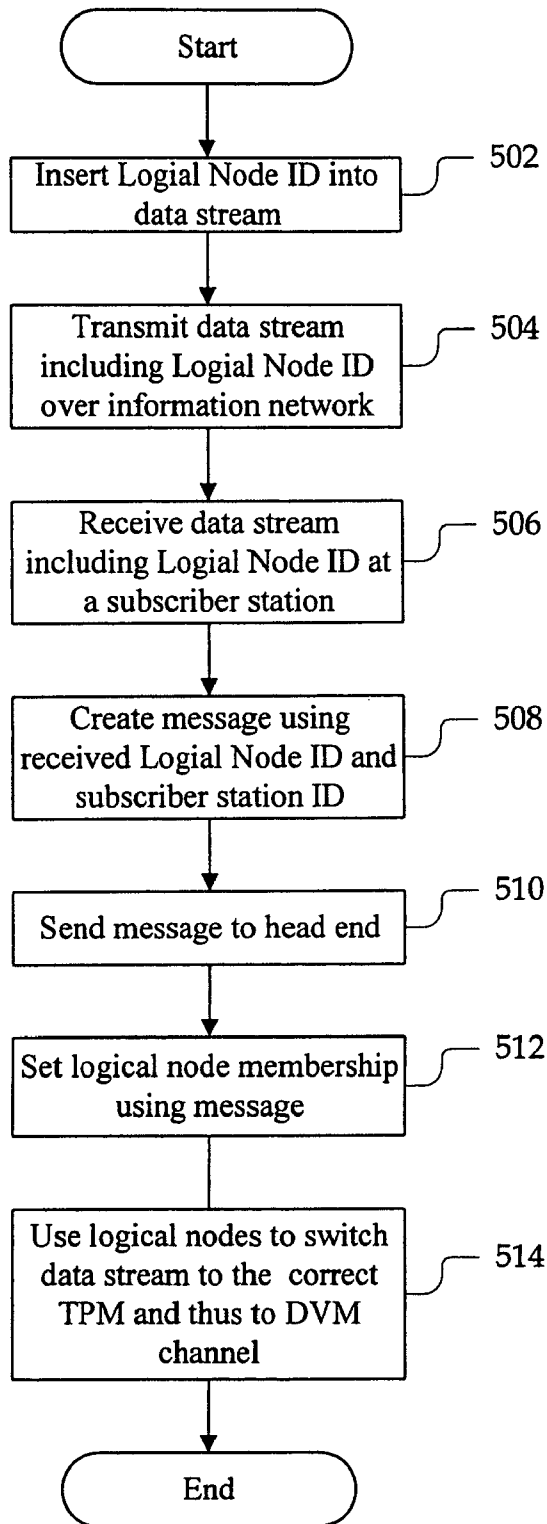 Start
502
Insert Logial Node ID into
data stream
504
Transmit data stream
including Logial Node ID
over information network
506
Receive data stream
including Logial Node ID at
a subscriber station
508
Create message using
received Logial Node ID and
subscriber station ID
510
Send message to head end
512
Set logical node membership
using message
514
Use logical nodes to switch
data stream to the correct
TPM and thus to DVM
channel
End